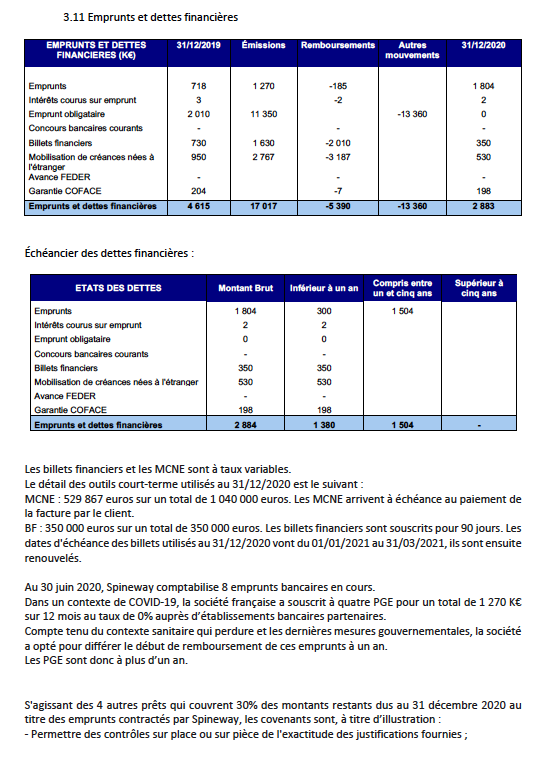 3.11 Emprunts et dettes financières
EMPRUNTS ET DETTES FINANCIERES (K€) 31/12/2019 Émissions Remboursements Autres mouvements 31/12/2020
Emprunts 718 1 270 -185 1 804
Intérêts courus sur emprunt 3 -2 2
Emprunt obligataire 2 010 11 350 -13 360 0
Concours bancaires courants - - -
Billets financiers 730 1 630 -2 010 350
Mobilisation de créances nées à l'étranger 950 2 767 -3 187 530
Avance FEDER - - -
Garantie COFACE 204 -7 198
Emprunts et dettes financières 4 615 17 017 -5 390 -13 360 2 883
Échéancier des dettes financières :
ETATS DES DETTES Montant Brut Inférieur à un an Compris entre un et cinq ans Supérieur à cinq ans
Emprunts 1 804 300 1 504
Intérêts courus sur emprunt 2 2
Emprunt obligataire 0 0
Concours bancaires courants - -
Billets financiers 350 350
Mobilisation de créances nées à l'étranger 530 530
Avance FEDER - -
Garantie COFACE 198 198
Emprunts et dettes financières 2 884 1 380 1 504 -
Les billets financiers et les MCNE sont à taux variables.
Le détail des outils court-terme utilisés au 31/12/2020 est le suivant :
MCNE : 529 867 euros sur un total de 1 040 000 euros. Les MCNE arrivent à échéance au paiement de
la facture par le client.
BF : 350 000 euros sur un total de 350 000 euros. Les billets financiers sont souscrits pour 90 jours. Les
dates d'échéance des billets utilisés au 31/12/2020 vont du 01/01/2021 au 31/03/2021, ils sont ensuite
renouvelés.
Au 30 juin 2020, Spineway comptabilise 8 emprunts bancaires en cours.
Dans un contexte de COVID-19, la société française a souscrit à quatre PGE pour un total de 1 270 K€
sur 12 mois au taux de 0% auprès d'établissements bancaires partenaires.
Compte tenu du contexte sanitaire qui perdure et les dernières mesures gouvernementales, la société
a opté pour différer le début de remboursement de ces emprunts à un an.
Les PGE sont donc à plus d'un an.
S'agissant des 4 autres prêts qui couvrent 30% des montants restants dus au 31 décembre 2020 au
titre des emprunts contractés par Spineway, les covenants sont, à titre d'illustration :
- Permettre des contrôles sur place ou sur pièce de l'exactitude des justifications fournies ;